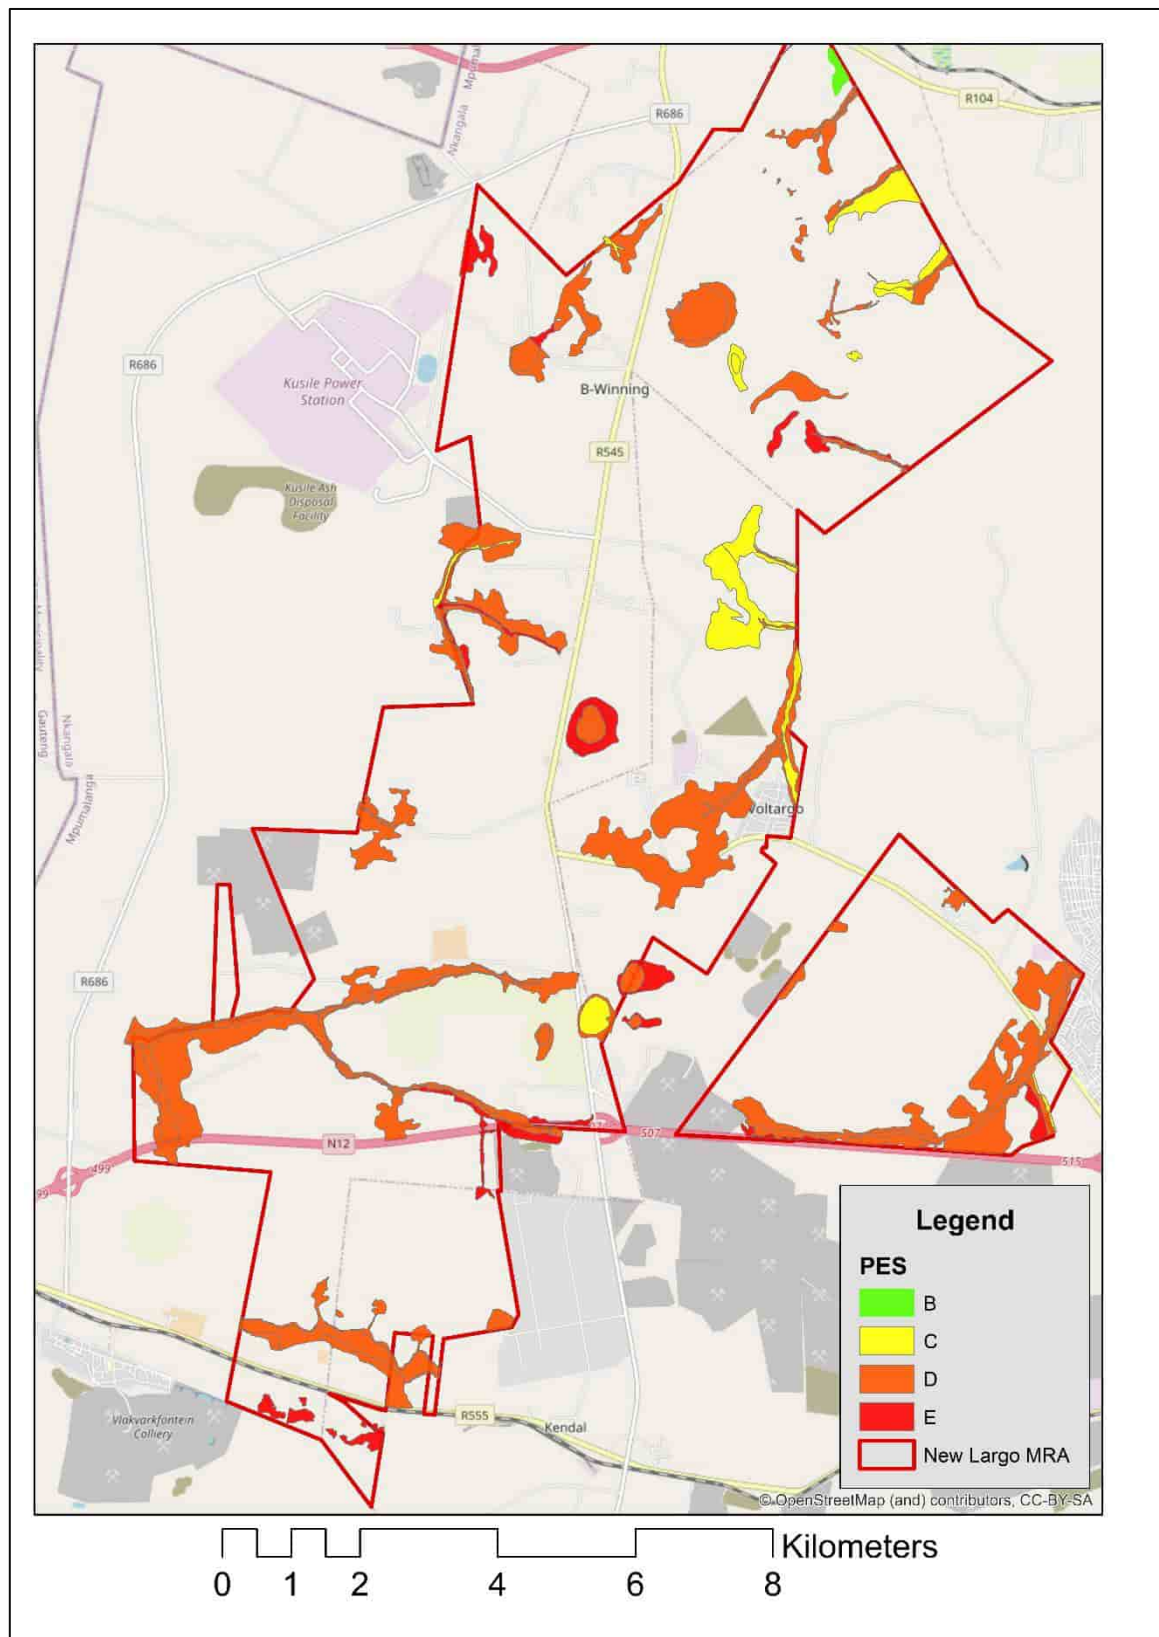 Nkangala
Mpumal
R104
R686
Kusile Power
Station
R686
B-Winning
R545
Kusile Ash
Disposal
Facility
Gauteng
Nkangala
Mpumalanga
Voltargo
R686
N12
507
515
499
99
Legend
PES
B
C
D
E
New Largo MRA
Vlakvarkfontein
Colliery
R555
Kendal
© OpenStreetMap (and) contributors, CC-BY-SA
Kilometers
0 1 2 4 6 8